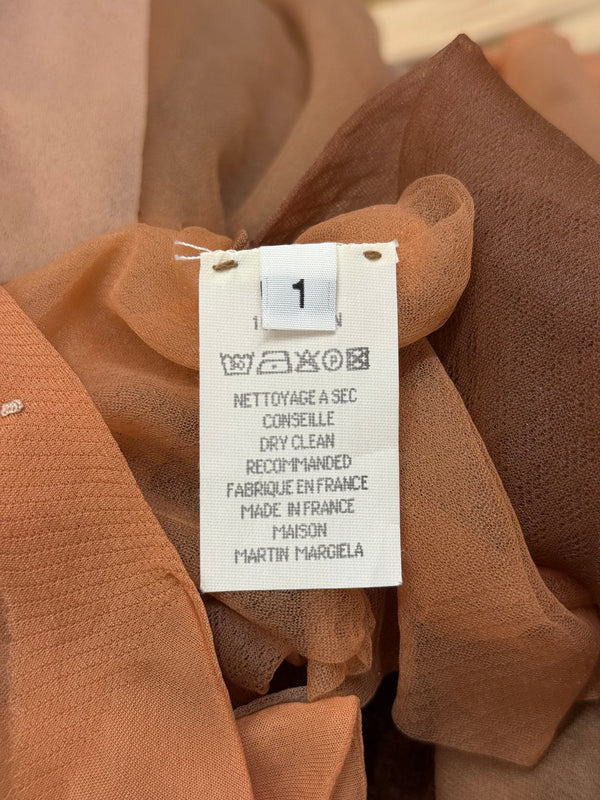 1
NETTOYAGE A SEC
CONSEILLE
DRY CLEAN
RECOMMANDED
FABRIQUE EN FRANCE
MADE IN FRANCE
MAISON
MARTIN MARGIELA